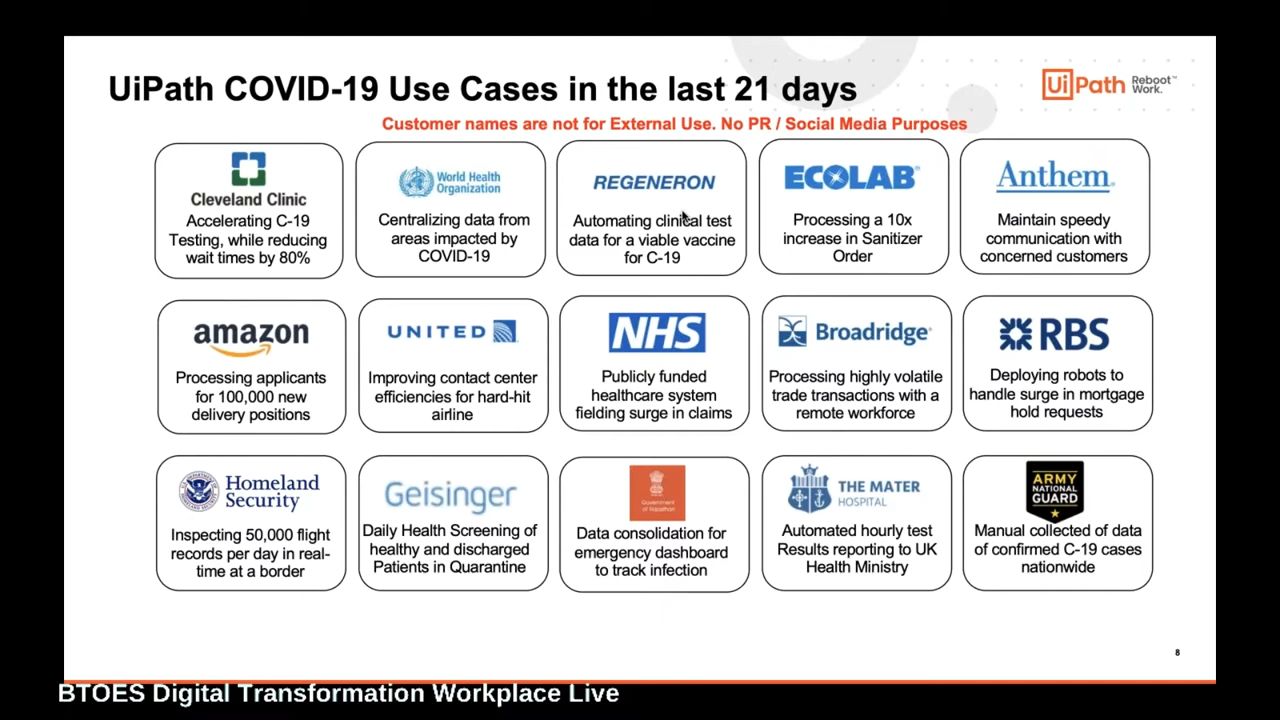 UiPath COVID-19 Use Cases in the last 21 days
Ui Path Reboot Work.™
Customer names are not for External Use. No PR / Social Media Purposes
Cleveland Clinic
Accelerating C-19
Testing, while reducing
wait times by 80%
World Health
Organization
Centralizing data from
areas impacted by
COVID-19
REGENERON
Automating clinical test
data for a viable vaccine
for C-19
ECOLAB®
Processing a 10x
increase in Sanitizer
Order
Anthem®
Maintain speedy
communication with
concerned customers
amazon
Processing applicants
for 100,000 new
delivery positions
UNITED
Improving contact center
efficiencies for hard-hit
airline
NHS
Publicly funded
healthcare system
fielding surge in claims
Broadridge®
Processing highly volatile
trade transactions with a
remote workforce
RBS
Deploying robots to
handle surge in mortgage
hold requests
Homeland
Security
Inspecting 50,000 flight
records per day in real-
time at a border
Geisinger
Daily Health Screening of
healthy and discharged
Patients in Quarantine
Government
of Rajasthan
Data consolidation for
emergency dashboard
to track infection
THE MATER
HOSPITAL
Automated hourly test
Results reporting to UK
Health Ministry
ARMY
NATIONAL
GUARD
Manual collected of data
of confirmed C-19 cases
nationwide
8
BTOES Digital Transformation Workplace Live